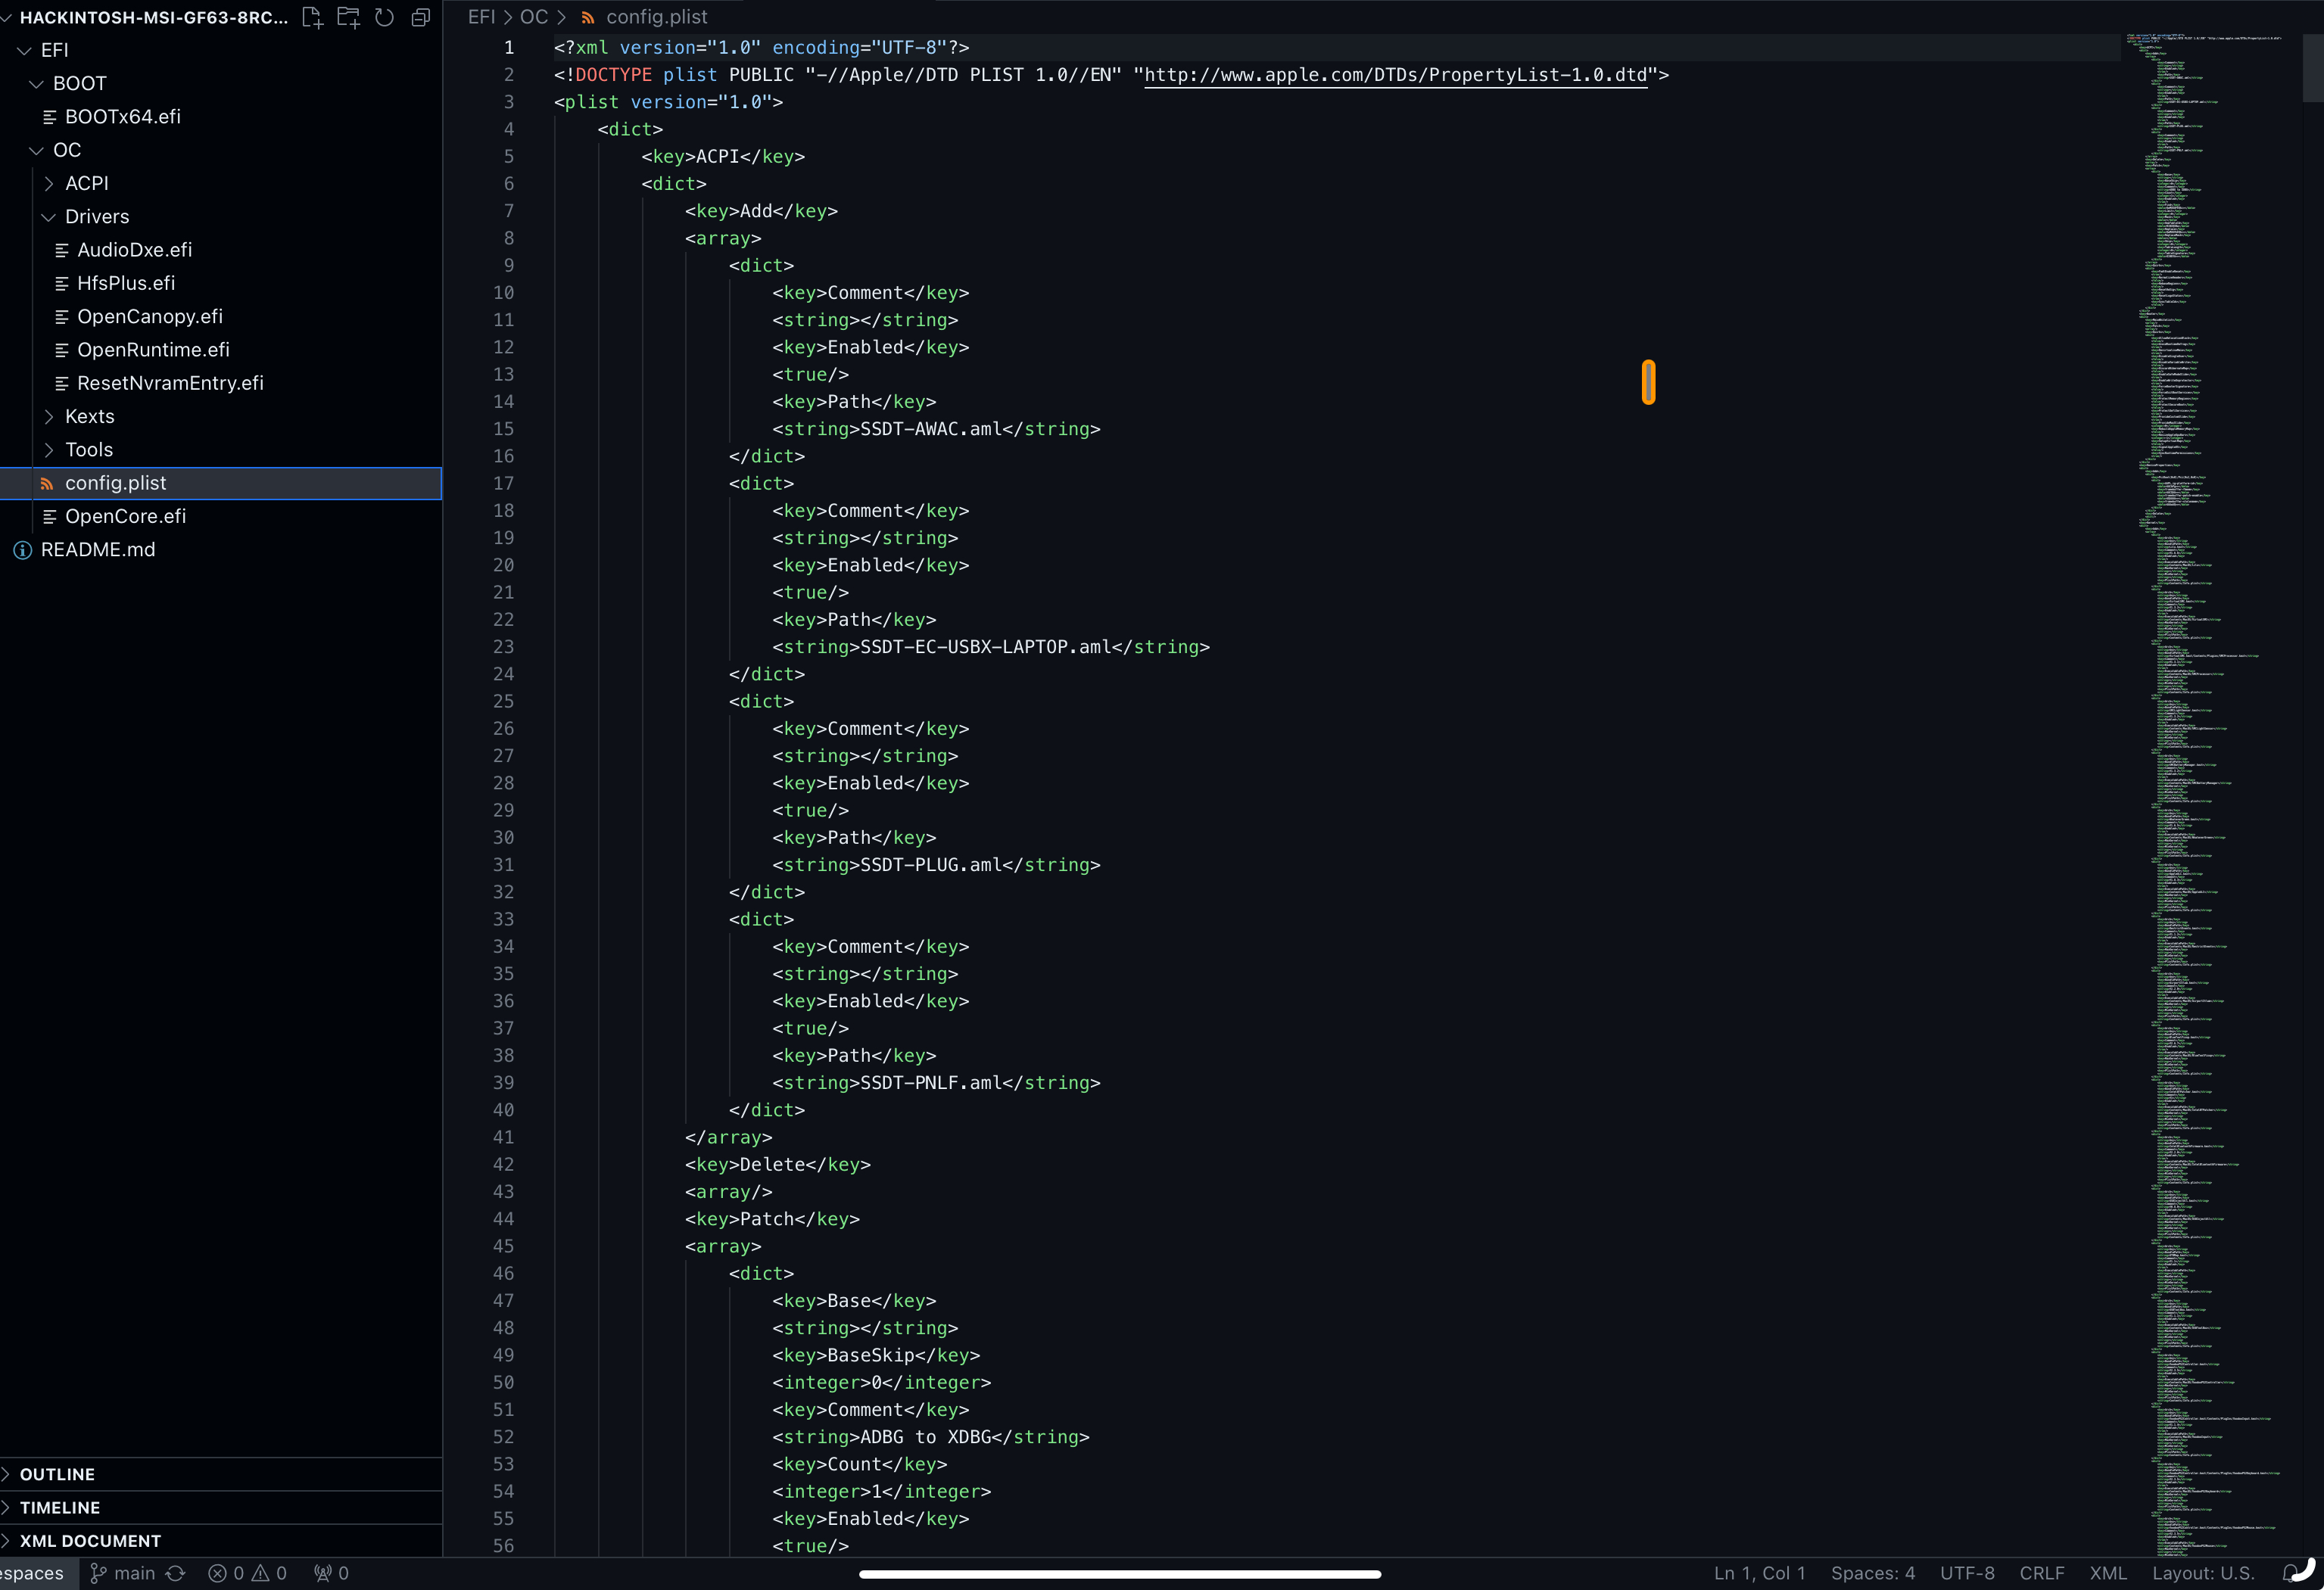 HACKINTOSH-MSI-GF63-8RC...
EFI
BOOT
BOOTx64.efi
OC
ACPI
Drivers
AudioDxe.efi
HfsPlus.efi
OpenCanopy.efi
OpenRuntime.efi
ResetNvramEntry.efi
Kexts
Tools
config.plist
OpenCore.efi
README.md
OUTLINE
TIMELINE
XML DOCUMENT
EFI > OC > config.plist
1 <?xml version="1.0" encoding="UTF-8"?>
2 <!DOCTYPE plist PUBLIC "-//Apple//DTD PLIST 1.0//EN" "http://www.apple.com/DTDs/PropertyList-1.0.dtd">
3 <plist version="1.0">
4 <dict>
5 <key>ACPI</key>
6 <dict>
7 <key>Add</key>
8 <array>
9 <dict>
10 <key>Comment</key>
11 <string></string>
12 <key>Enabled</key>
13 <true/>
14 <key>Path</key>
15 <string>SSDT-AWAC.aml</string>
16 </dict>
17 <dict>
18 <key>Comment</key>
19 <string></string>
20 <key>Enabled</key>
21 <true/>
22 <key>Path</key>
23 <string>SSDT-EC-USBX-LAPTOP.aml</string>
24 </dict>
25 <dict>
26 <key>Comment</key>
27 <string></string>
28 <key>Enabled</key>
29 <true/>
30 <key>Path</key>
31 <string>SSDT-PLUG.aml</string>
32 </dict>
33 <dict>
34 <key>Comment</key>
35 <string></string>
36 <key>Enabled</key>
37 <true/>
38 <key>Path</key>
39 <string>SSDT-PNLF.aml</string>
40 </dict>
41 </array>
42 <key>Delete</key>
43 <array/>
44 <key>Patch</key>
45 <array>
46 <dict>
47 <key>Base</key>
48 <string></string>
49 <key>BaseSkip</key>
50 <integer>0</integer>
51 <key>Comment</key>
52 <string>ADBG to XDBG</string>
53 <key>Count</key>
54 <integer>1</integer>
55 <key>Enabled</key>
56 <true/>
espaces main 0 0 0 Ln 1, Col 1 Spaces: 4 UTF-8 CRLF XML Layout: U.S.